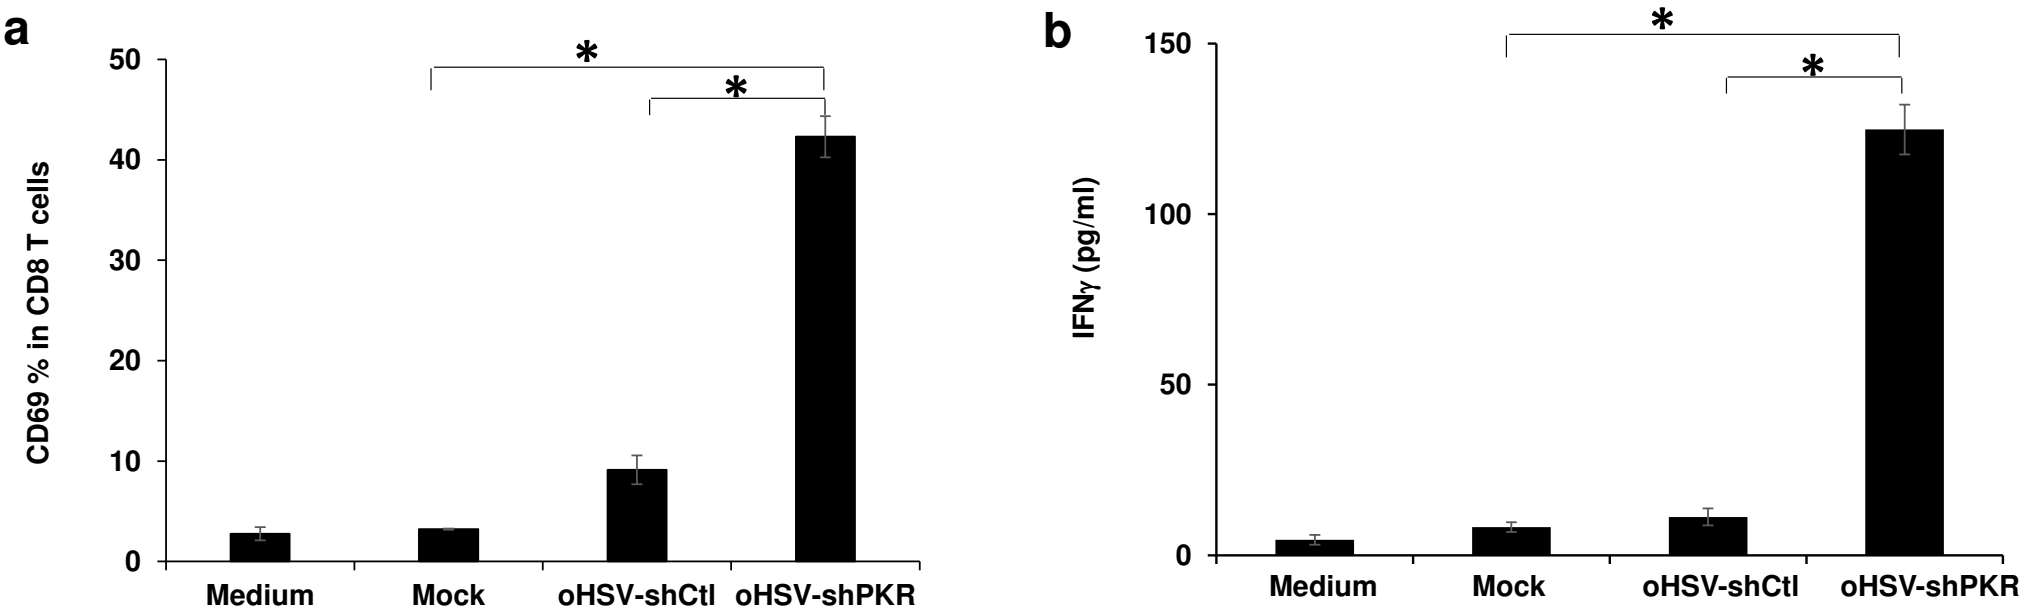 a
*
*
50
40
30
20
10
0
CD69 % in CD8 T cells
Medium Mock oHSV-shCtl oHSV-shPKR
b
*
*
150
100
50
0
IFNγ (pg/ml)
Medium Mock oHSV-shCtl oHSV-shPKR